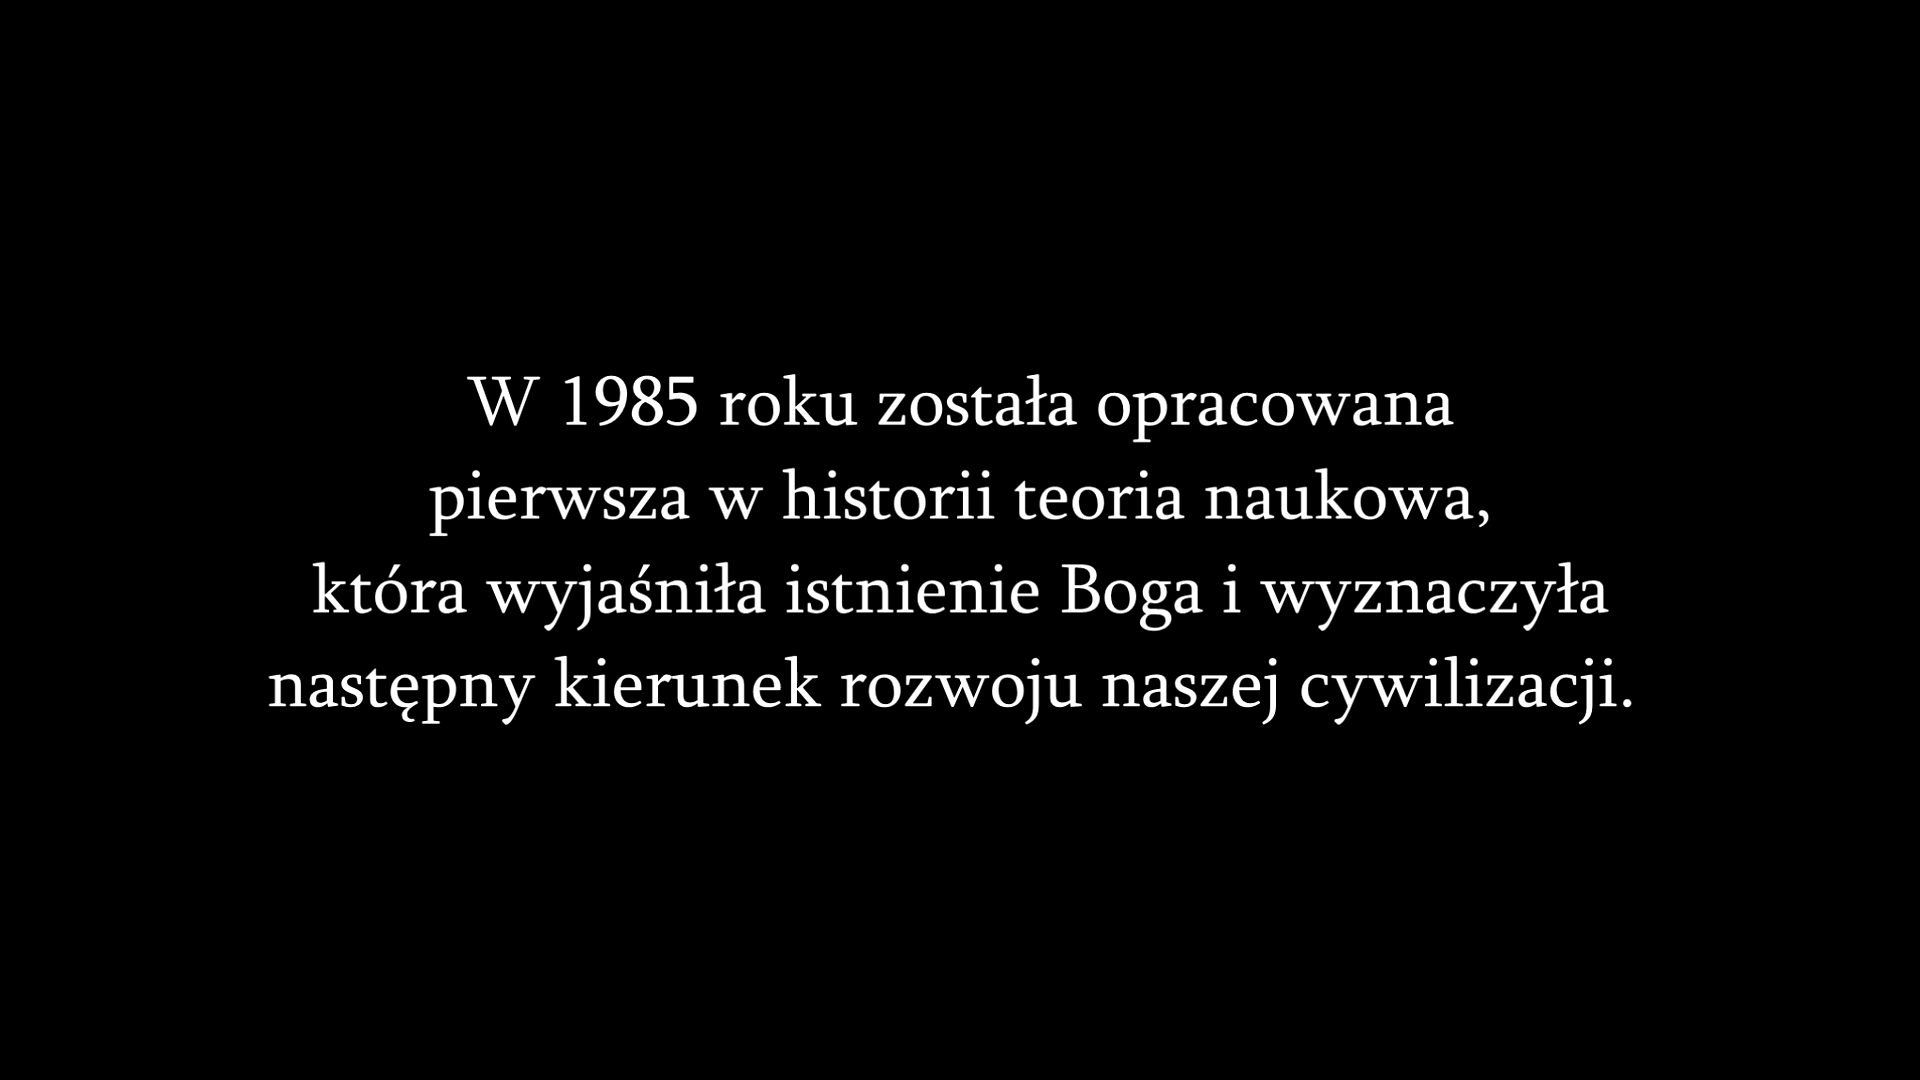 W 1985 roku została opracowana
pierwsza w historii teoria naukowa,
która wyjaśniła istnienie Boga i wyznaczyła
następny kierunek rozwoju naszej cywilizacji.